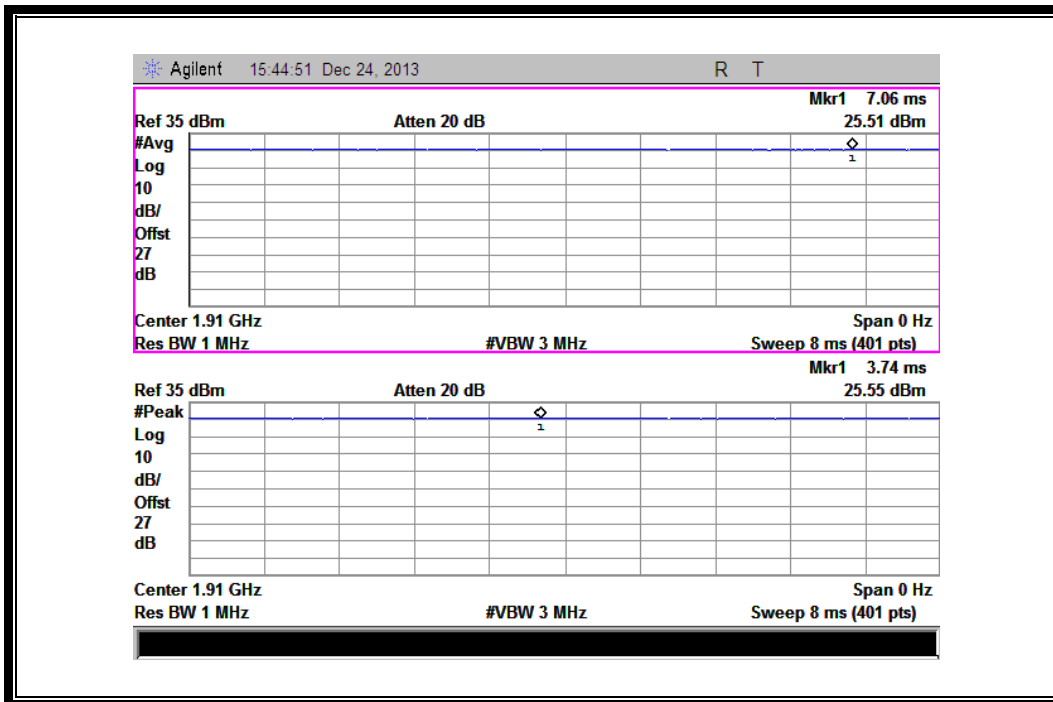 Agilent 15:44:51 Dec 24, 2013 R T
Mkr1 7.06 ms
Ref 35 dBm Atten 20 dB 25.51 dBm
#Avg
Log
10
dB/
Offst
27
dB
1
Center 1.91 GHz Span 0 Hz
Res BW 1 MHz #VBW 3 MHz Sweep 8 ms (401 pts)
Mkr1 3.74 ms
Ref 35 dBm Atten 20 dB 25.55 dBm
#Peak
Log
10
dB/
Offst
27
dB
1
Center 1.91 GHz Span 0 Hz
Res BW 1 MHz #VBW 3 MHz Sweep 8 ms (401 pts)